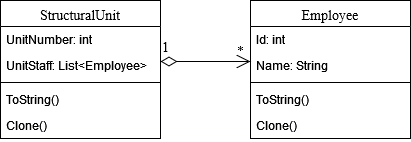 StructuralUnit
UnitNumber: int
UnitStaff: List<Employee>
ToString()
Clone()
1
*
Employee
Id: int
Name: String
ToString()
Clone()